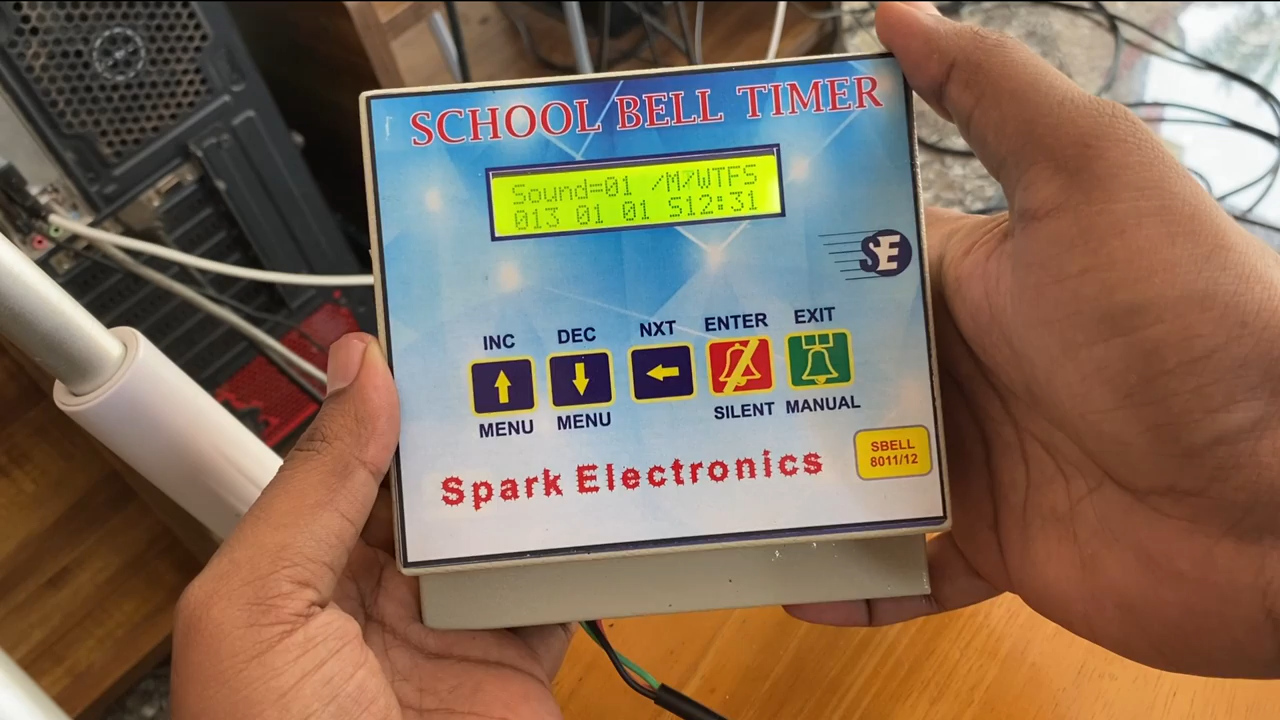 SCHOOL BELL TIMER
Sound=01 /M/WTFS
013 01 01 S12:31
SE
INC DEC NXT ENTER EXIT
MENU MENU SILENT MANUAL
Spark Electronics
SBELL
8011/12